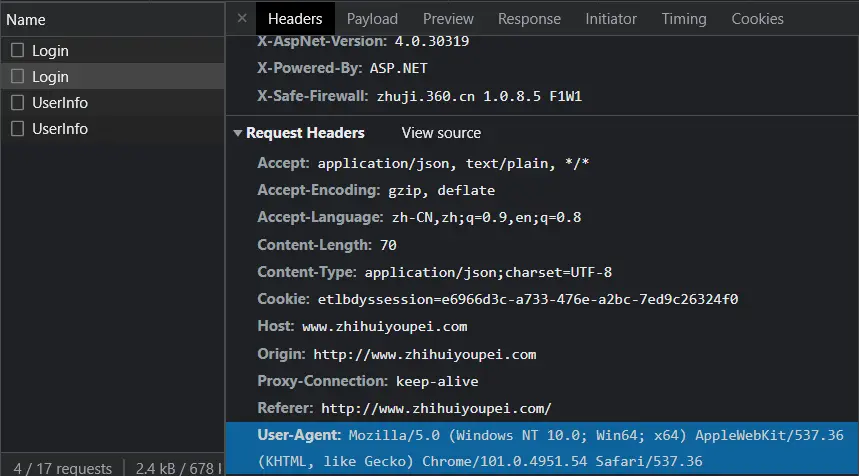 Name
× Headers Payload Preview Response Initiator Timing Cookies
Login
Login
UserInfo
UserInfo
X-AspNet-Version: 4.0.30319
X-Powered-By: ASP.NET
X-Safe-Firewall: zhuji.360.cn 1.0.8.5 F1W1
Request Headers View source
Accept: application/json, text/plain, */*
Accept-Encoding: gzip, deflate
Accept-Language: zh-CN,zh;q=0.9,en;q=0.8
Content-Length: 70
Content-Type: application/json;charset=UTF-8
Cookie: etlbdyssession=e6966d3c-a733-476e-a2bc-7ed9c26324f0
Host: www.zhihuiyoupei.com
Origin: http://www.zhihuiyoupei.com
Proxy-Connection: keep-alive
Referer: http://www.zhihuiyoupei.com/
User-Agent: Mozilla/5.0 (Windows NT 10.0; Win64; x64) AppleWebKit/537.36
(KHTML, like Gecko) Chrome/101.0.4951.54 Safari/537.36
4 / 17 requests 2.4 kB / 678